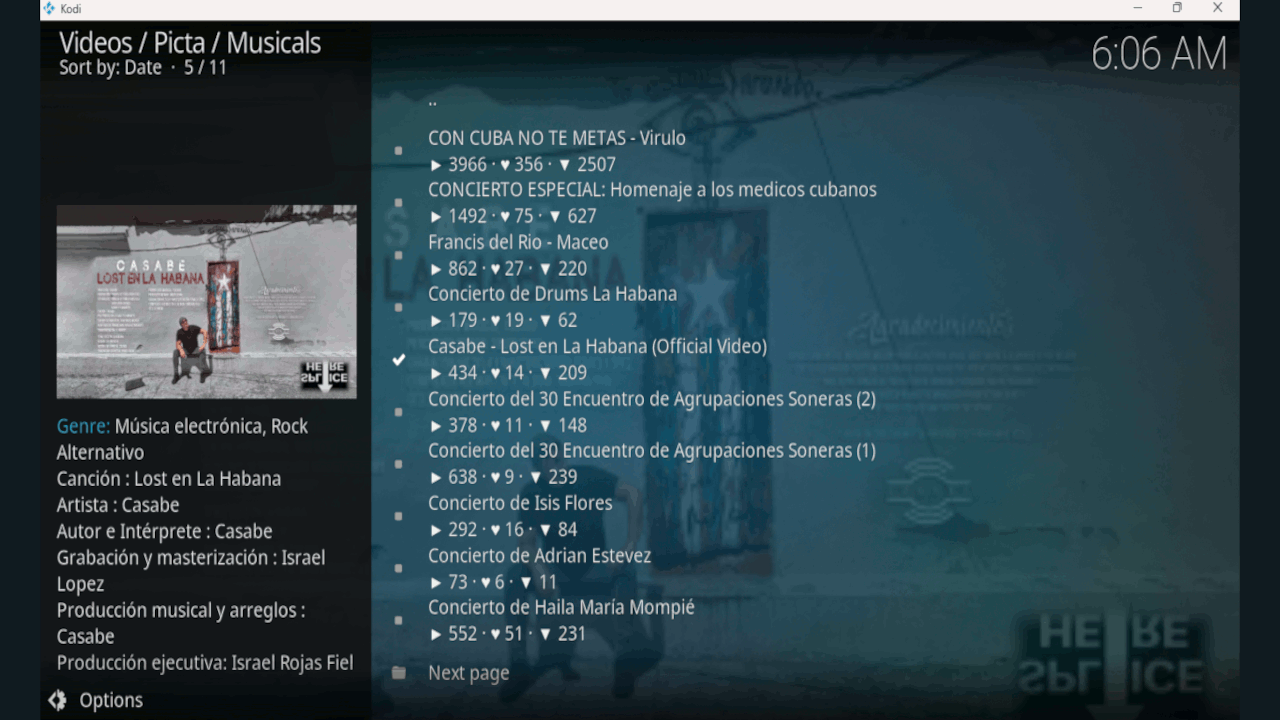 Kodi
Videos / Picta / Musicals
Sort by: Date · 5 / 11
6:06 AM
CASABE
LOST EN LA HABANA
Agradecimientos
HERE
SPLICE
Genre: Música electrónica, Rock
Alternativo
Canción : Lost en La Habana
Artista : Casabe
Autor e Intérprete : Casabe
Grabación y masterización : Israel
Lopez
Producción musical y arreglos :
Casabe
Producción ejecutiva: Israel Rojas Fiel
Options
..
CON CUBA NO TE METAS - Virulo
▶ 3966 · ♥ 356 · ▼ 2507
CONCIERTO ESPECIAL: Homenaje a los medicos cubanos
▶ 1492 · ♥ 75 · ▼ 627
Francis del Rio - Maceo
▶ 862 · ♥ 27 · ▼ 220
Concierto de Drums La Habana
▶ 179 · ♥ 19 · ▼ 62
Casabe - Lost en La Habana (Official Video)
▶ 434 · ♥ 14 · ▼ 209
Concierto del 30 Encuentro de Agrupaciones Soneras (2)
▶ 378 · ♥ 11 · ▼ 148
Concierto del 30 Encuentro de Agrupaciones Soneras (1)
▶ 638 · ♥ 9 · ▼ 239
Concierto de Isis Flores
▶ 292 · ♥ 16 · ▼ 84
Concierto de Adrian Estevez
▶ 73 · ♥ 6 · ▼ 11
Concierto de Haila María Mompié
▶ 552 · ♥ 51 · ▼ 231
Next page
Agradecimientos
HERE
SPLICE